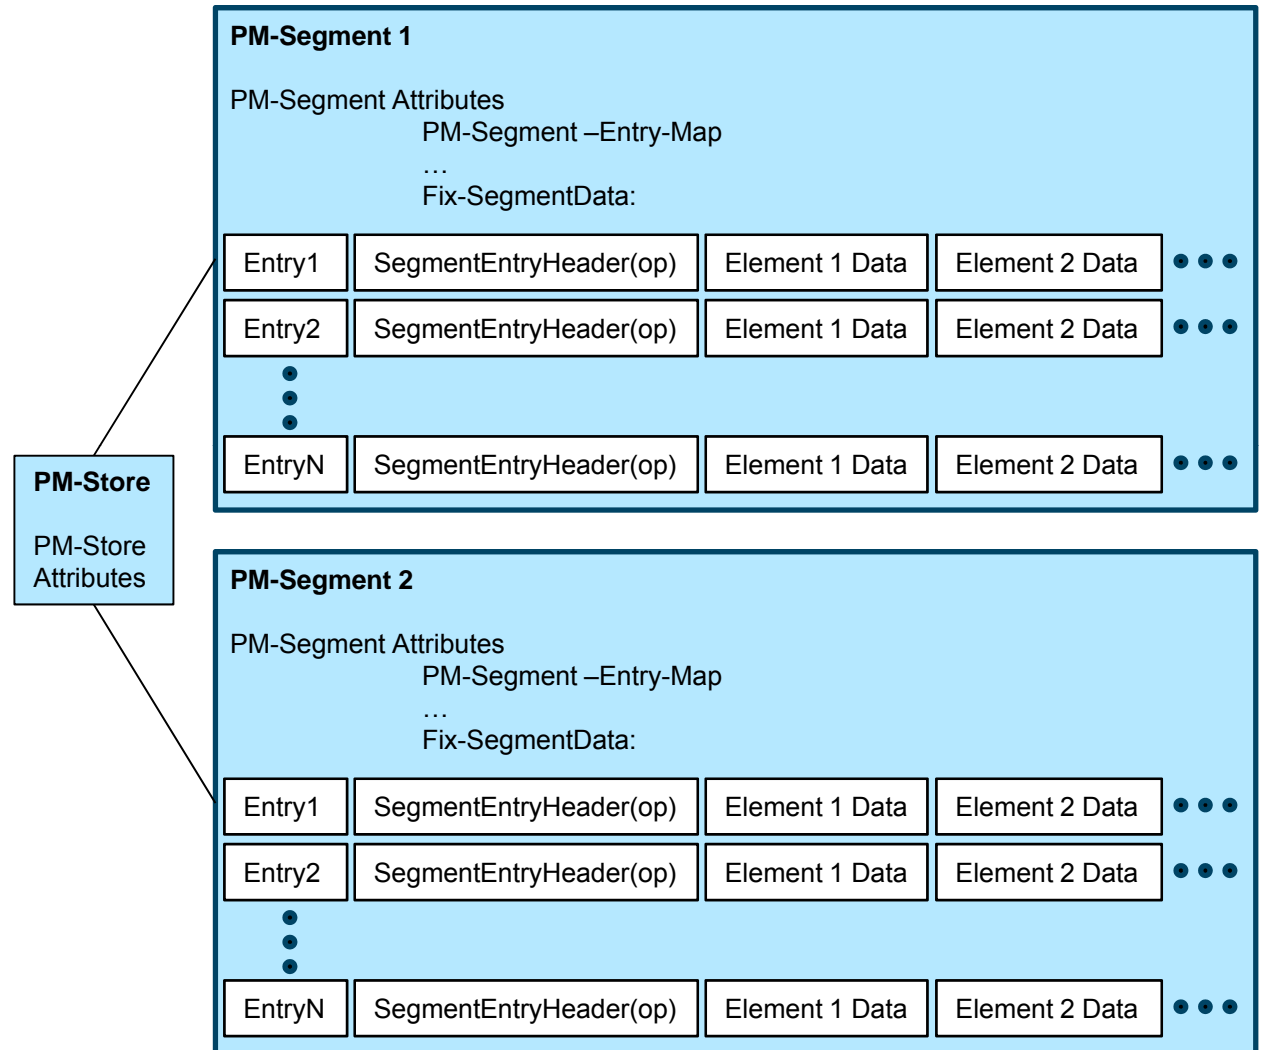 PM-Segment 1
PM-Segment Attributes
PM-Segment –Entry-Map
…
Fix-SegmentData:
Entry1 SegmentEntryHeader(op) Element 1 Data Element 2 Data
Entry2 SegmentEntryHeader(op) Element 1 Data Element 2 Data
EntryN SegmentEntryHeader(op) Element 1 Data Element 2 Data
PM-Store
PM-Store
Attributes
PM-Segment 2
PM-Segment Attributes
PM-Segment –Entry-Map
…
Fix-SegmentData:
Entry1 SegmentEntryHeader(op) Element 1 Data Element 2 Data
Entry2 SegmentEntryHeader(op) Element 1 Data Element 2 Data
EntryN SegmentEntryHeader(op) Element 1 Data Element 2 Data